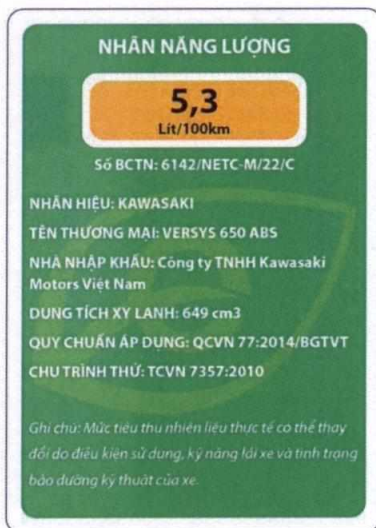 NHÃN NĂNG LƯỢNG
5,3
Lít/100km
Số BCTN: 6142/NETC-M/22/C
NHÃN HIỆU: KAWASAKI
TÊN THƯƠNG MẠI: VERSYS 650 ABS
NHÀ NHẬP KHẨU: Công ty TNHH Kawasaki
Motors Việt Nam
DUNG TÍCH XY LANH: 649 cm3
QUY CHUẨN ÁP DỤNG: QCVN 77:2014/BGTVT
CHU TRÌNH THỬ: TCVN 7357:2010
Ghi chú: Mức tiêu thụ nhiên liệu thực tế có thể thay
đổi do điều kiện sử dụng, kỹ năng lái xe và tình trạng
bảo dưỡng kỹ thuật của xe.